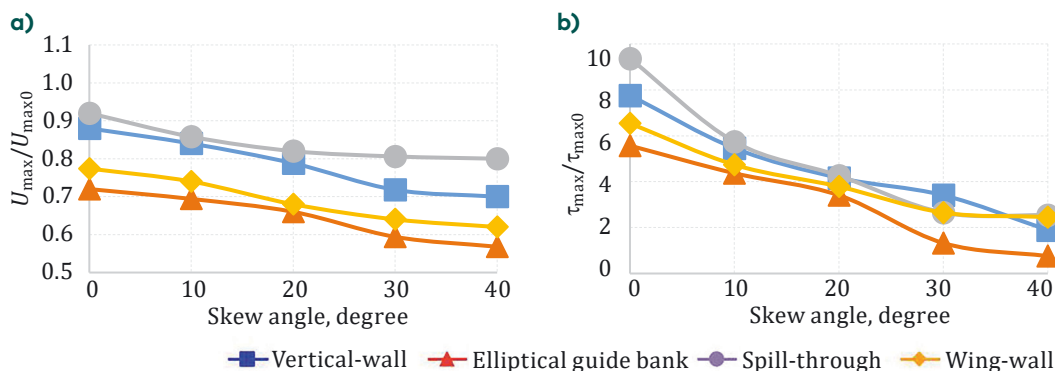 a)
U_max/U_max0
1.1
1.0
0.9
0.8
0.7
0.6
0.5
0 10 20 30 40
Skew angle, degree
b)
τ_max/τ_max0
10
8
6
4
2
0
0 10 20 30 40
Skew angle, degree
Vertical-wall Elliptical guide bank Spill-through Wing-wall